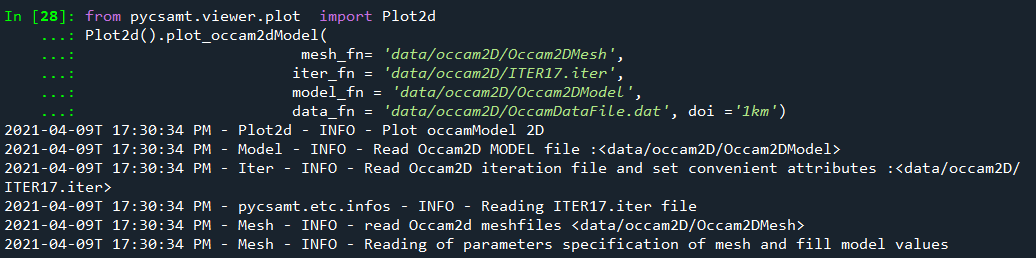 In [28]: from pycsamt.viewer.plot  import Plot2d
    ...: Plot2d().plot_occam2dModel(
    ...:                         mesh_fn= 'data/occam2D/Occam2DMesh',
    ...:                        iter_fn = 'data/occam2D/ITER17.iter',
    ...:                        model_fn = 'data/occam2D/Occam2DModel',
    ...:                        data_fn = 'data/occam2D/OccamDataFile.dat', doi ='1km')
2021-04-09T 17:30:34 PM - Plot2d - INFO - Plot occamModel 2D
2021-04-09T 17:30:34 PM - Model - INFO - Read Occam2D MODEL file :<data/occam2D/Occam2DModel>
2021-04-09T 17:30:34 PM - Iter - INFO - Read Occam2D iteration file and set convenient attributes :<data/occam2D/
ITER17.iter>
2021-04-09T 17:30:34 PM - pycsamt.etc.infos - INFO - Reading ITER17.iter file
2021-04-09T 17:30:34 PM - Mesh - INFO - read Occam2d meshfiles <data/occam2D/Occam2DMesh>
2021-04-09T 17:30:34 PM - Mesh - INFO - Reading of parameters specification of mesh and fill model values